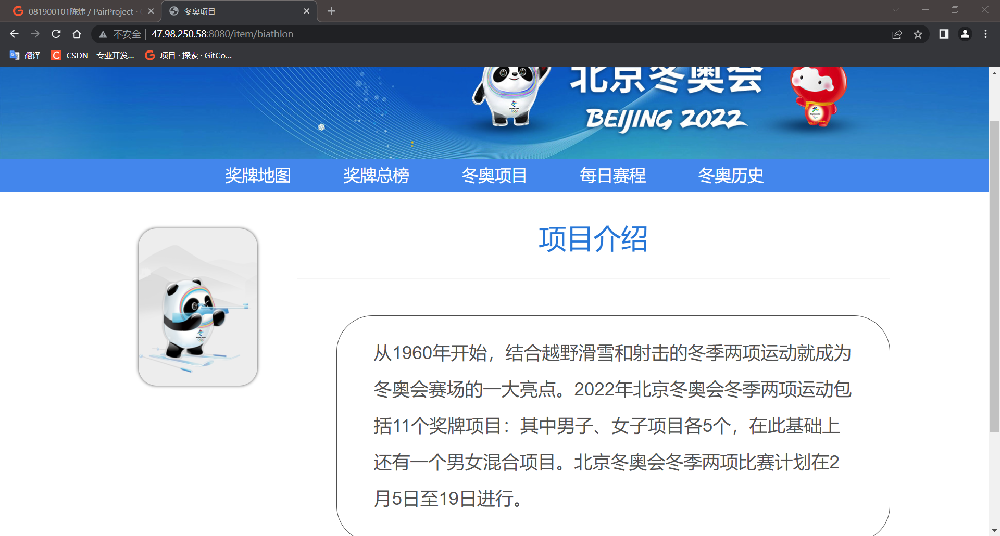 081900101陈炜 / PairProject ·
冬奥项目
不安全 | 47.98.250.58:8080/item/biathlon
翻译
CSDN - 专业开发...
项目 · 探索 · GitCo...
北京冬奥会
BEIJING 2022
奖牌地图
奖牌总榜
冬奥项目
每日赛程
冬奥历史
项目介绍
从1960年开始，结合越野滑雪和射击的冬季两项运动就成为
冬奥会赛场的一大亮点。2022年北京冬奥会冬季两项运动包
括11个奖牌项目：其中男子、女子项目各5个，在此基础上
还有一个男女混合项目。北京冬奥会冬季两项比赛计划在2
月5日至19日进行。